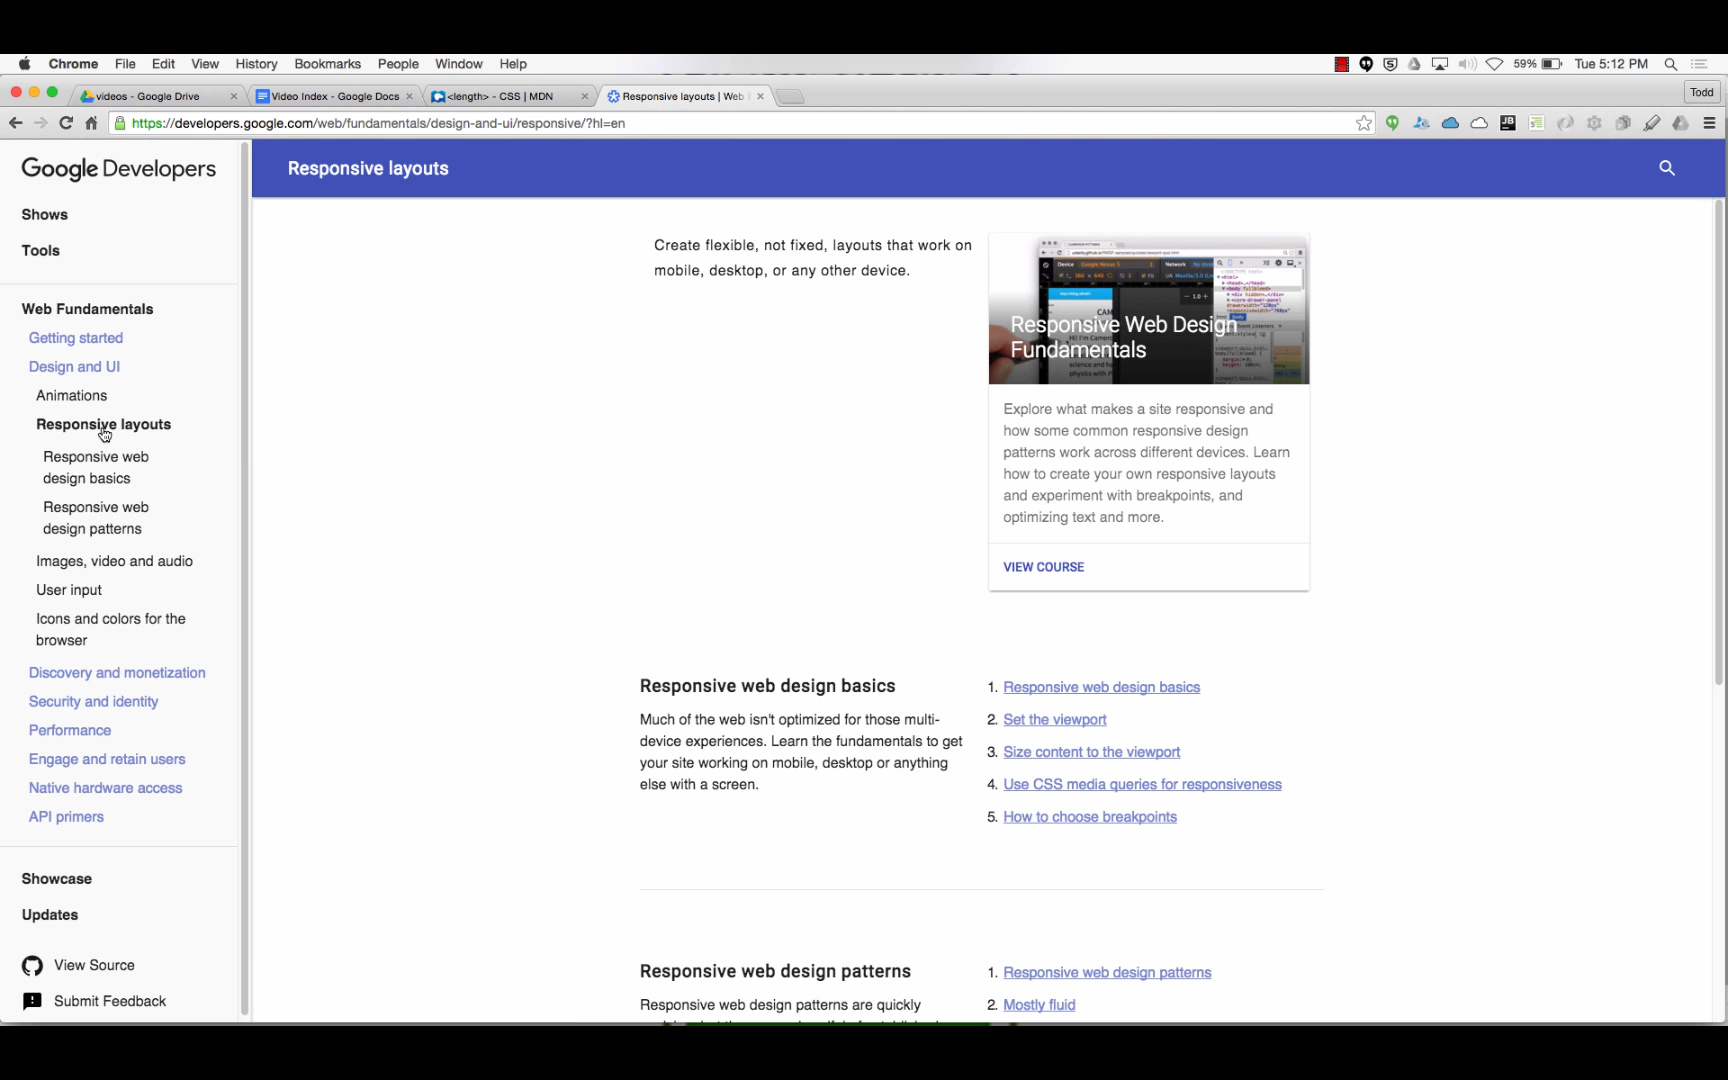 Chrome File Edit View History Bookmarks People Window Help
59% Tue 5:12 PM
videos - Google Drive
Video Index - Google Docs
<length> - CSS | MDN
Responsive layouts | Web
Todd
https://developers.google.com/web/fundamentals/design-and-ui/responsive/?hl=en
Google Developers
Shows
Tools
Web Fundamentals
Getting started
Design and UI
Animations
Responsive layouts
Responsive web
design basics
Responsive web
design patterns
Images, video and audio
User input
Icons and colors for the
browser
Discovery and monetization
Security and identity
Performance
Engage and retain users
Native hardware access
API primers
Showcase
Updates
View Source
Submit Feedback
Responsive layouts
Create flexible, not fixed, layouts that work on
mobile, desktop, or any other device.
Responsive Web Design
Fundamentals
Explore what makes a site responsive and
how some common responsive design
patterns work across different devices. Learn
how to create your own responsive layouts
and experiment with breakpoints, and
optimizing text and more.
VIEW COURSE
Responsive web design basics
Much of the web isn't optimized for those multi-
device experiences. Learn the fundamentals to get
your site working on mobile, desktop or anything
else with a screen.
1. Responsive web design basics
2. Set the viewport
3. Size content to the viewport
4. Use CSS media queries for responsiveness
5. How to choose breakpoints
Responsive web design patterns
Responsive web design patterns are quickly
1. Responsive web design patterns
2. Mostly fluid